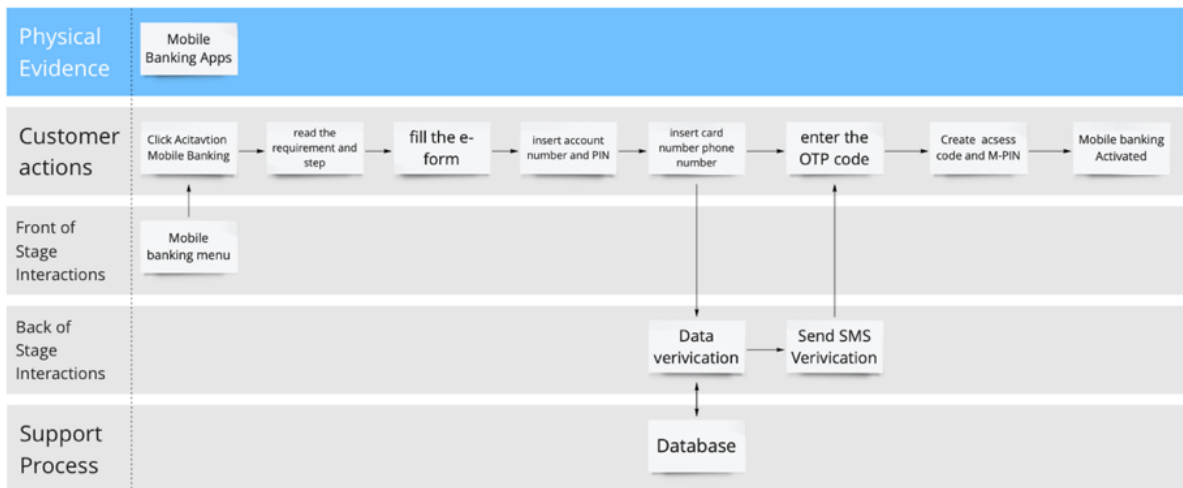 Physical
Evidence
Mobile
Banking Apps
Customer
actions
Click Acitavtion
Mobile Banking
read the
requirement and
step
fill the e-
form
insert account
number and PIN
insert card
number phone
number
enter the
OTP code
Create assess
code and M-PIN
Mobile banking
Activated
Front of
Stage
Interactions
Mobile
banking menu
Back of
Stage
Interactions
Data
verivication
Send SMS
Verivication
Support
Process
Database